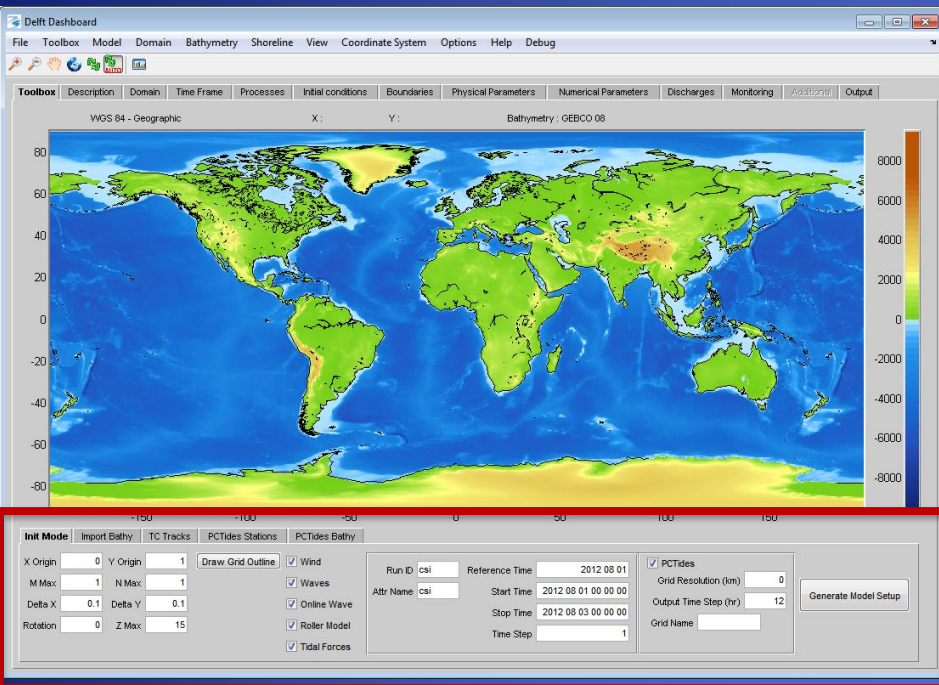 Delft Dashboard
File Toolbox Model Domain Bathymetry Shoreline View Coordinate System Options Help Debug
AUTO
Toolbox Description Domain Time Frame Processes Initial conditions Boundaries Physical Parameters Numerical Parameters Discharges Monitoring Additional Output
WGS 84 - Geographic X : Y : Bathymetry : GEBCO 08
80
60
40
20
0
-20
-40
-60
-80
8000
6000
4000
2000
0
-2000
-4000
-6000
-8000
-150 -100 -50 0 50 100 150
Init Mode Import Bathy TC Tracks PCTides Stations PCTides Bathy
X Origin 0 Y Origin 1 Draw Grid Outline Wind
M Max 1 N Max 1 Waves
Delta X 0.1 Delta Y 0.1 Online Wave
Rotation 0 Z Max 15 Roller Model
Tidal Forces
Run ID csi Reference Time 2012 08 01
Attr Name csi Start Time 2012 08 01 00 00 00
Stop Time 2012 08 03 00 00 00
Time Step 1
PCTides
Grid Resolution (km) 0
Output Time Step (hr) 12
Grid Name
Generate Model Setup